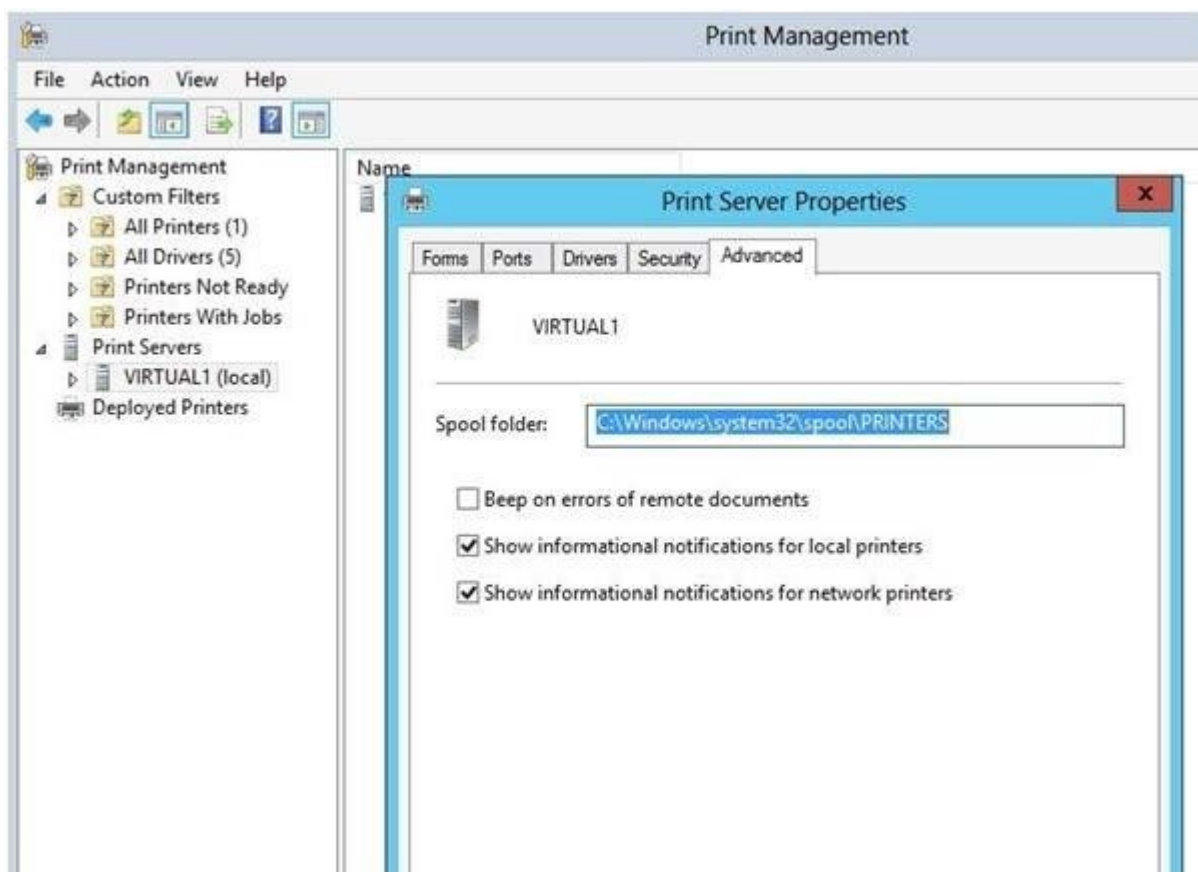 Print Management
File Action View Help
Print Management
Custom Filters
All Printers (1)
All Drivers (5)
Printers Not Ready
Printers With Jobs
Print Servers
VIRTUAL1 (local)
Deployed Printers
Name
Print Server Properties
x
Forms Ports Drivers Security Advanced
VIRTUAL1
Spool folder: C:\Windows\system32\spool\PRINTERS
Beep on errors of remote documents
Show informational notifications for local printers
Show informational notifications for network printers